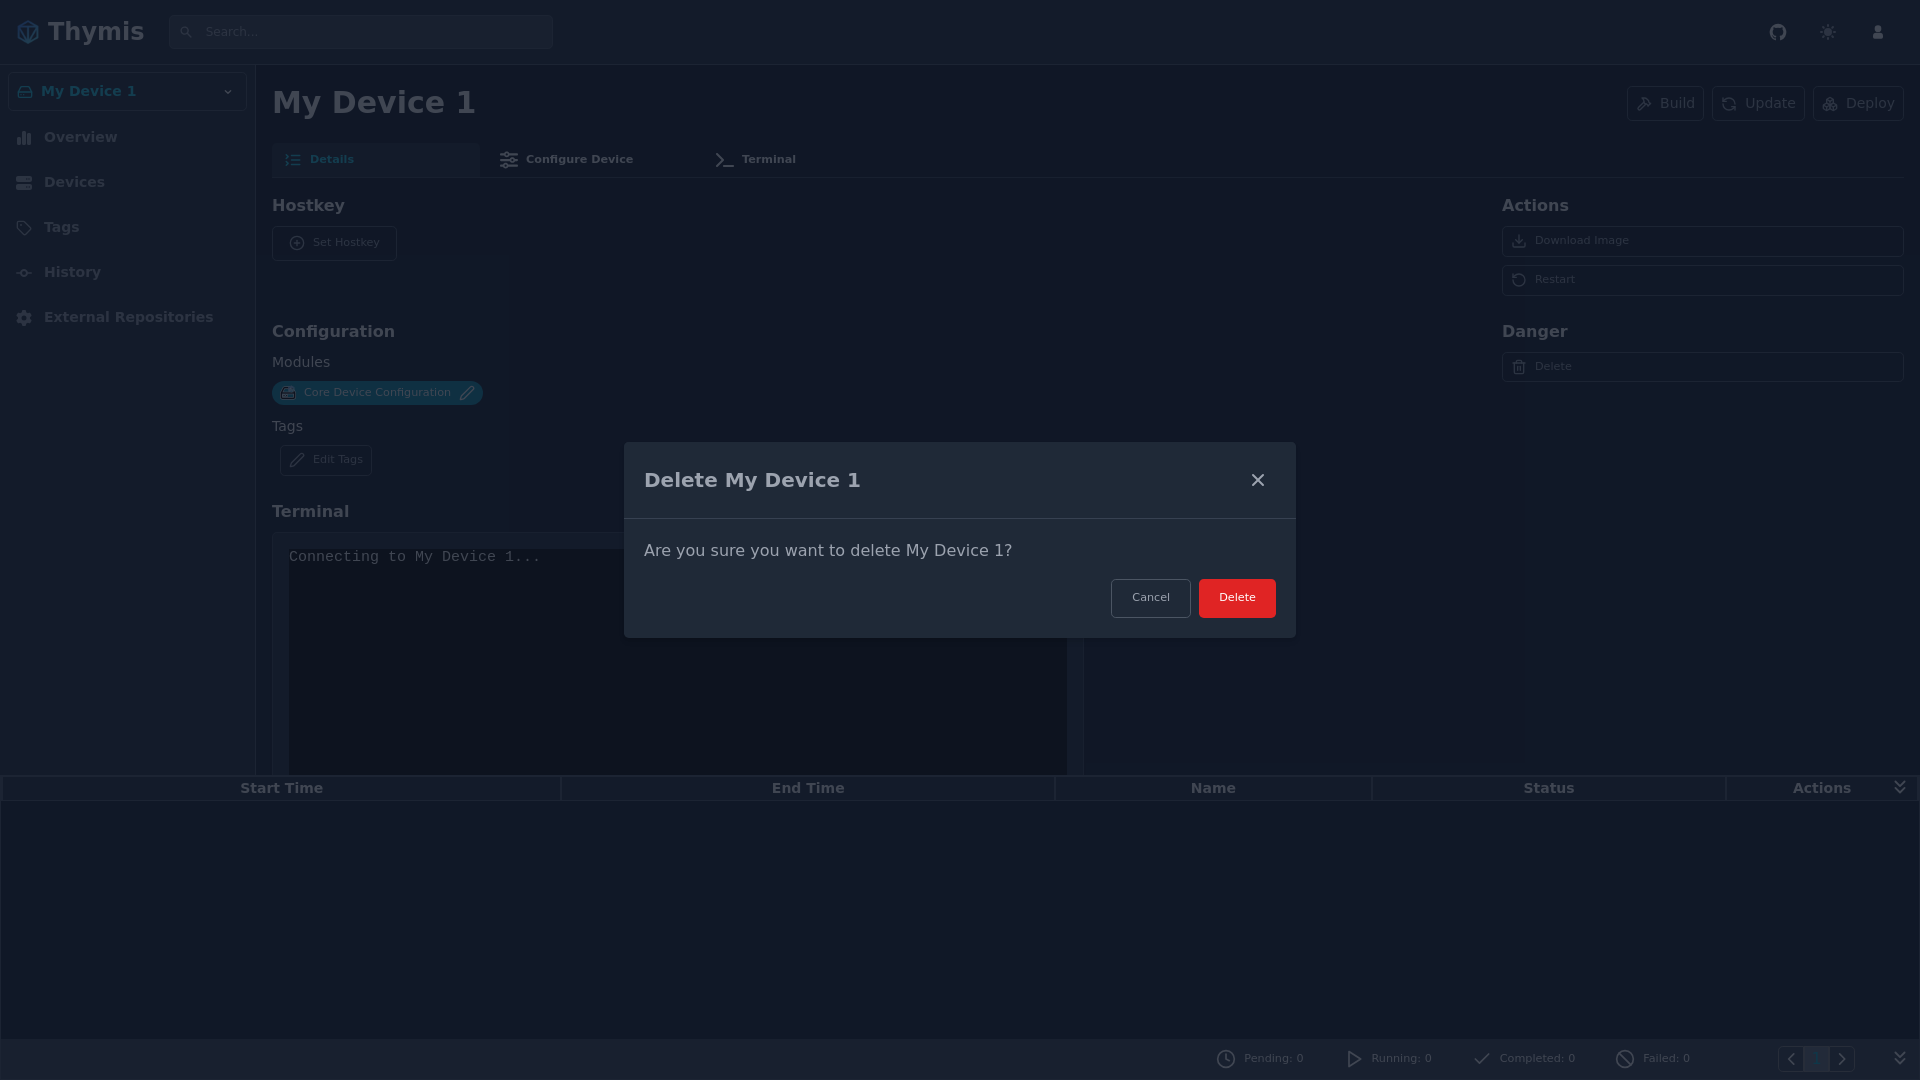 Thymis
Search...
My Device 1
Overview
Devices
Tags
History
External Repositories
My Device 1
Build
Update
Deploy
Details
Configure Device
Terminal
Hostkey
Set Hostkey
Actions
Download Image
Restart
Configuration
Modules
Core Device Configuration
Tags
Edit Tags
Danger
Delete
Terminal
Connecting to My Device 1...
Delete My Device 1
Are you sure you want to delete My Device 1?
Cancel
Delete
Start Time
End Time
Name
Status
Actions
Pending: 0
Running: 0
Completed: 0
Failed: 0